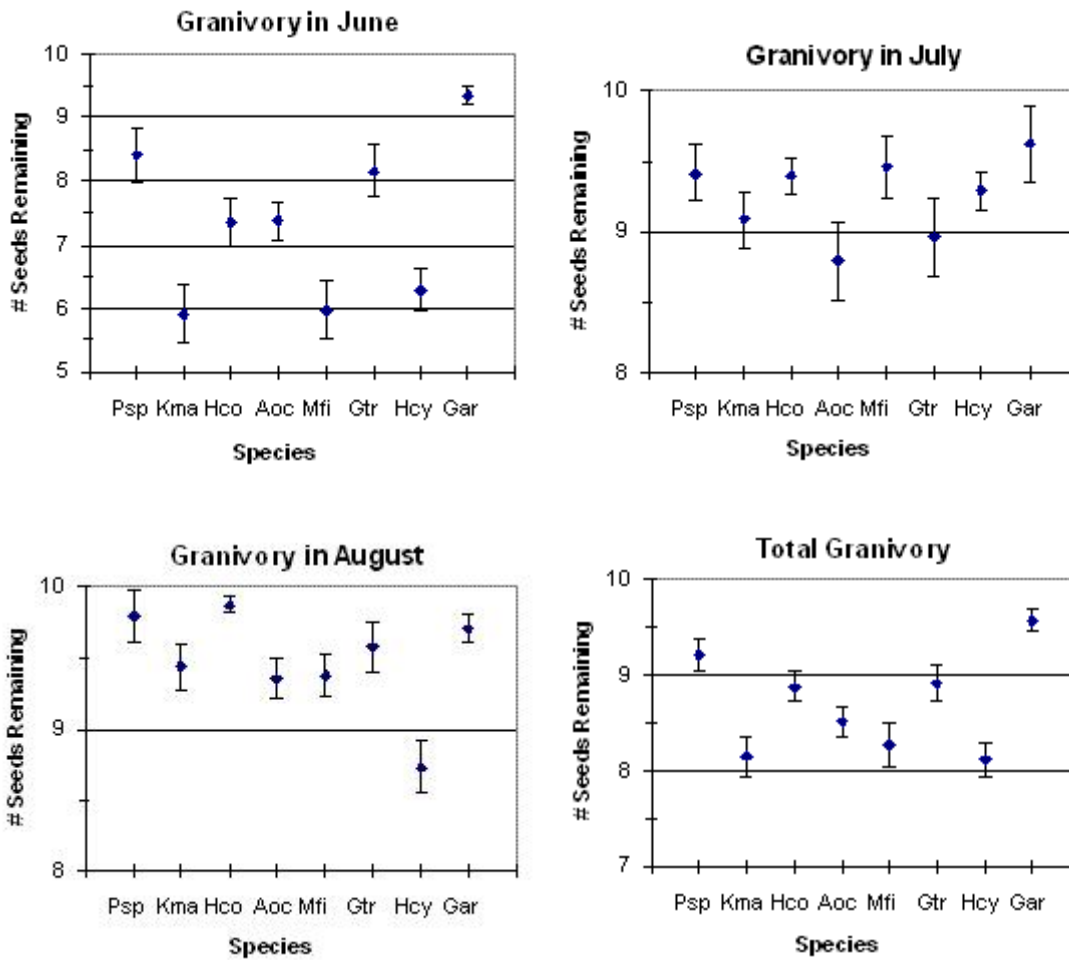 Granivory in June
10
9
8
7
6
5
# Seeds Remaining
Psp Kma Hco Aoc Mfi Gtr Hcy Gar
Species
Granivory in July
10
9
8
# Seeds Remaining
Psp Kma Hco Aoc Mfi Gtr Hcy Gar
Species
Granivory in August
10
9
8
# Seeds Remaining
Psp Kma Hco Aoc Mfi Gtr Hcy Gar
Species
Total Granivory
10
9
8
7
# Seeds Remaining
Psp Kma Hco Aoc Mfi Gtr Hcy Gar
Species